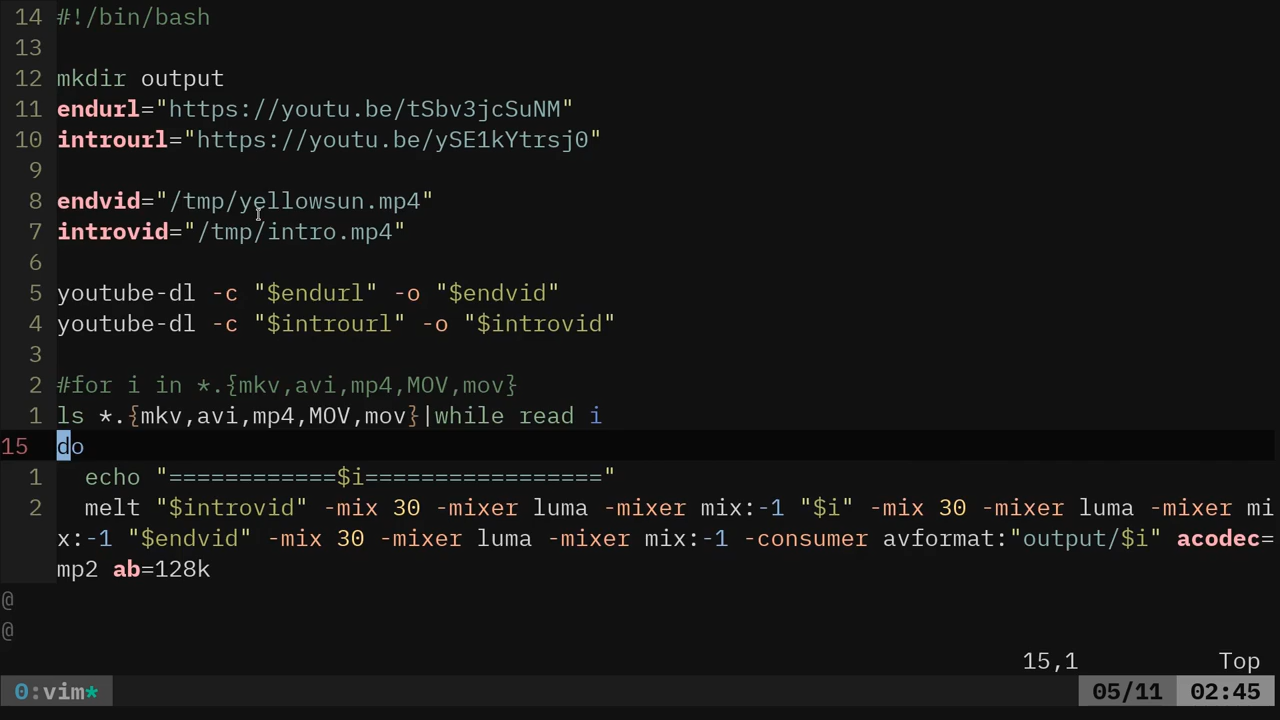 14 #!/bin/bash
13
12 mkdir output
11 endurl="https://youtu.be/tSbv3jcSuNM"
10 introurl="https://youtu.be/ySE1kYtrsj0"
9
8 endvid="/tmp/yellowsun.mp4"
7 introvid="/tmp/intro.mp4"
6
5 youtube-dl -c "$endurl" -o "$endvid"
4 youtube-dl -c "$introurl" -o "$introvid"
3
2 #for i in *.{mkv,avi,mp4,MOV,mov}
1 ls *.{mkv,avi,mp4,MOV,mov}|while read i
15 do
1   echo "============$i================="
2   melt "$introvid" -mix 30 -mixer luma -mixer mix:-1 "$i" -mix 30 -mixer luma -mixer mi
x:-1 "$endvid" -mix 30 -mixer luma -mixer mix:-1 -consumer avformat:"output/$i" acodec=
mp2 ab=128k
@
@
15,1 Top
0:vim* 05/11 02:45